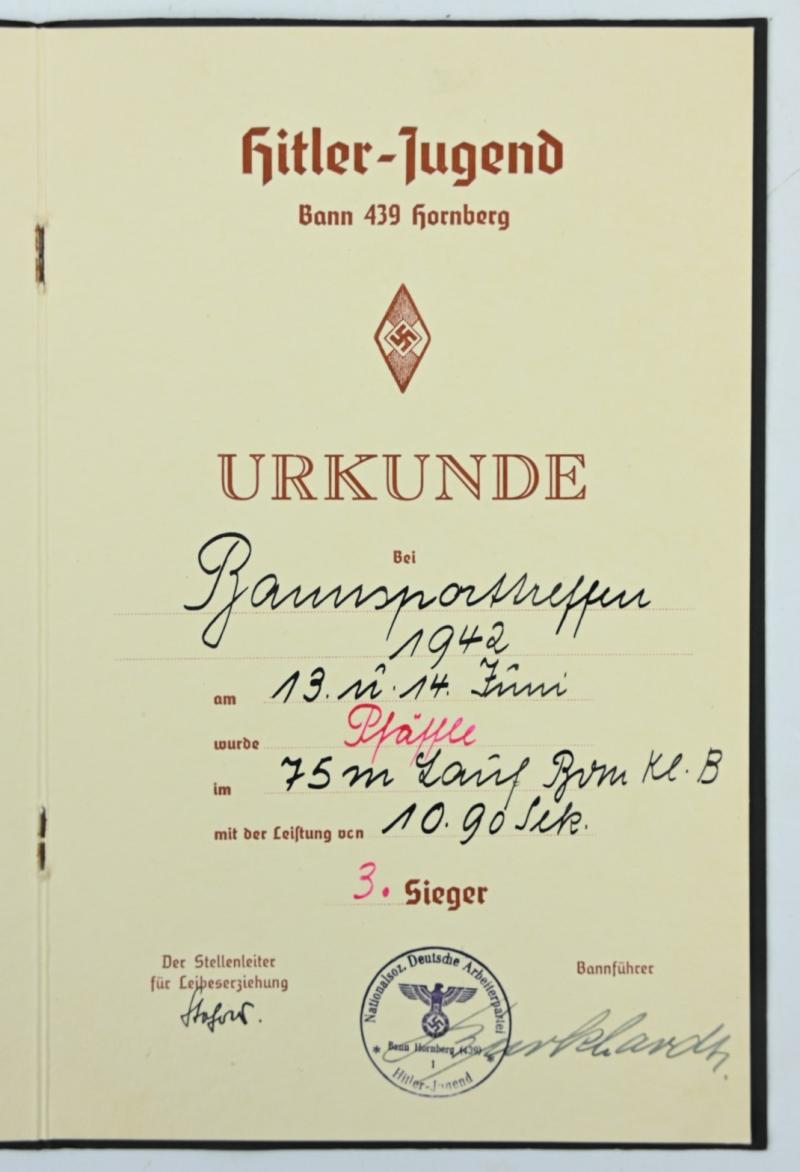 Hitler-Jugend
Bann 439 Hornberg
URKUNDE
Bei
Bannsporttreffen
1942
am 13. u. 14. Juni
wurde Pfäffle
im 75 m Lauf Kl. B
mit der Leiſtung von 10.90 Sek.
3. Sieger
Der Stellenleiter
für Leibeserziehung
Bannführer
Burkhardt
Nationalsoz. Deutsche Arbeiterpartei
* Bann Hornberg (439) *
1
Hitler-Jugend